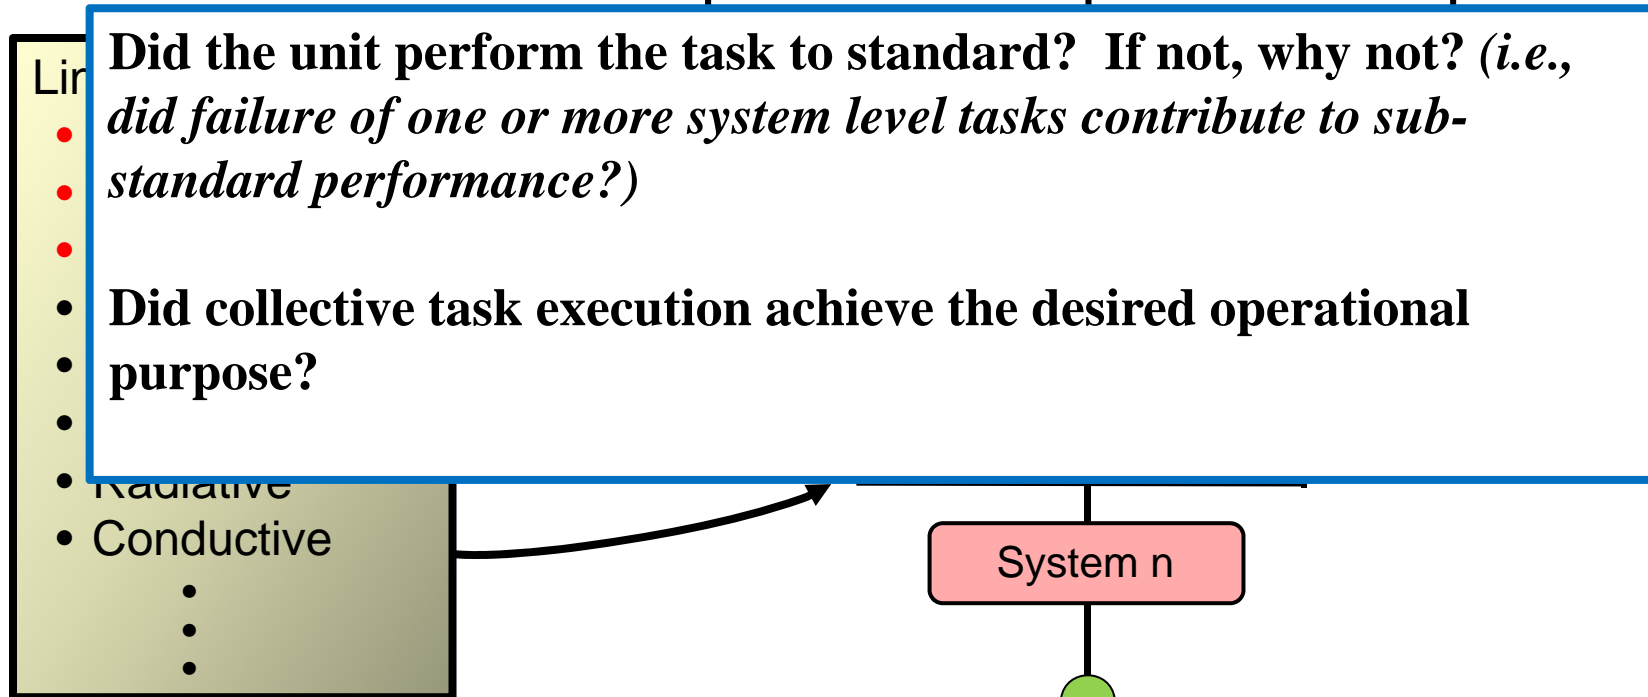 Did the unit perform the task to standard?  If not, why not? (i.e.,
did failure of one or more system level tasks contribute to sub-
standard performance?)
Did collective task execution achieve the desired operational
purpose?
• Radiative
• Conductive
System n